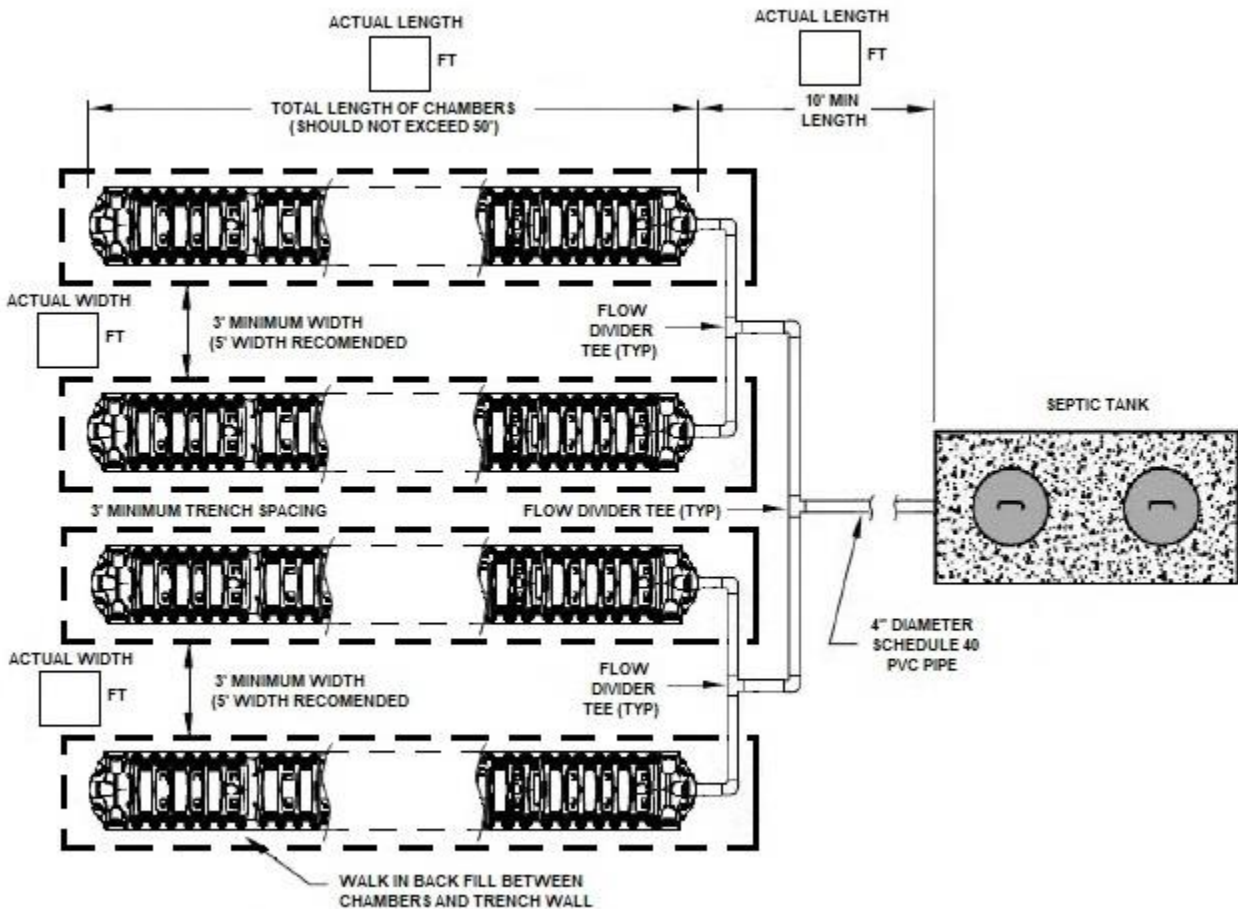 ACTUAL LENGTH
FT
ACTUAL LENGTH
FT
TOTAL LENGTH OF CHAMBERS
(SHOULD NOT EXCEED 50')
10' MIN
LENGTH
ACTUAL WIDTH
FT
3' MINIMUM WIDTH
(5' WIDTH RECOMENDED
FLOW
DIVIDER
TEE (TYP)
SEPTIC TANK
3' MINIMUM TRENCH SPACING
FLOW DIVIDER TEE (TYP)
4" DIAMETER
SCHEDULE 40
PVC PIPE
ACTUAL WIDTH
FT
3' MINIMUM WIDTH
(5' WIDTH RECOMENDED
FLOW
DIVIDER
TEE (TYP)
WALK IN BACK FILL BETWEEN
CHAMBERS AND TRENCH WALL